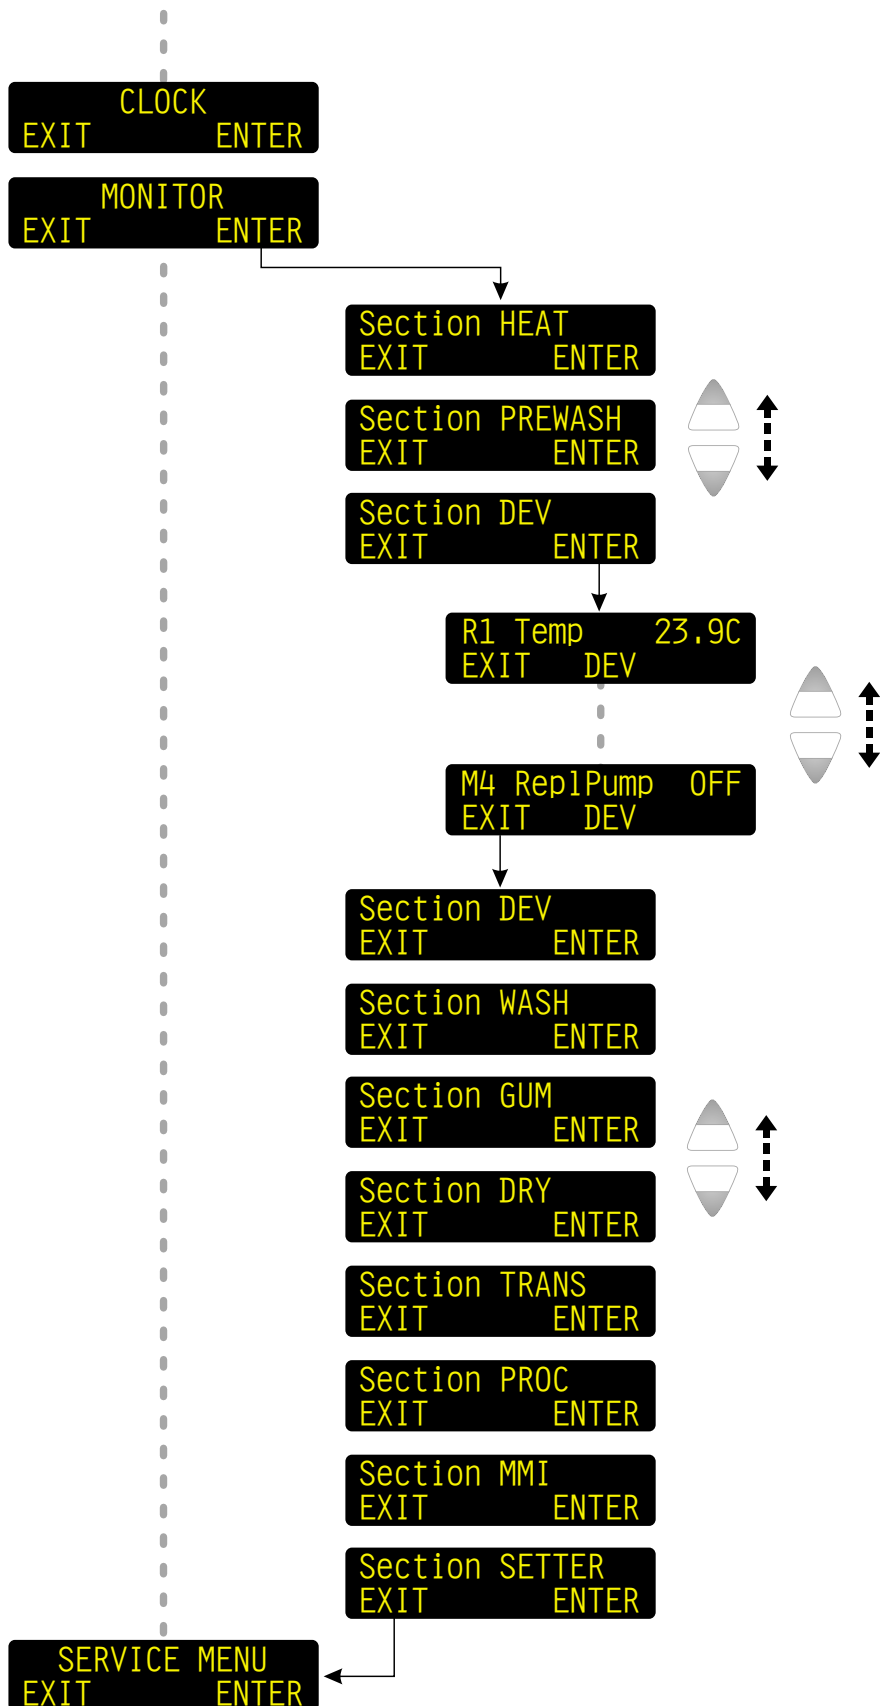 CLOCK
EXIT ENTER
MONITOR
EXIT ENTER
Section HEAT
EXIT ENTER
Section PREWASH
EXIT ENTER
Section DEV
EXIT ENTER
R1 Temp 23.9C
EXIT DEV
M4 ReplPump OFF
EXIT DEV
Section DEV
EXIT ENTER
Section WASH
EXIT ENTER
Section GUM
EXIT ENTER
Section DRY
EXIT ENTER
Section TRANS
EXIT ENTER
Section PROC
EXIT ENTER
Section MMI
EXIT ENTER
Section SETTER
EXIT ENTER
SERVICE MENU
EXIT ENTER